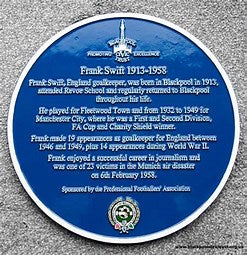 BLACKPOOL
PROMOTING EXCELLENCE
CIVIC
TRUST
Frank Swift 1913-1958
Frank Swift, England goalkeeper, was born in Blackpool in 1913,
attended Revoe School and regularly returned to Blackpool
throughout his life.
He played for Fleetwood Town and from 1932 to 1949 for
Manchester City, where he was a First and Second Division,
FA Cup and Charity Shield winner.
Frank made 19 appearances as goalkeeper for England between
1946 and 1949, plus 14 appearances during World War II.
Frank enjoyed a successful career in journalism and
was one of 23 victims in the Munich air disaster
on 6th February 1958.
Sponsored by the Professional Footballers' Association